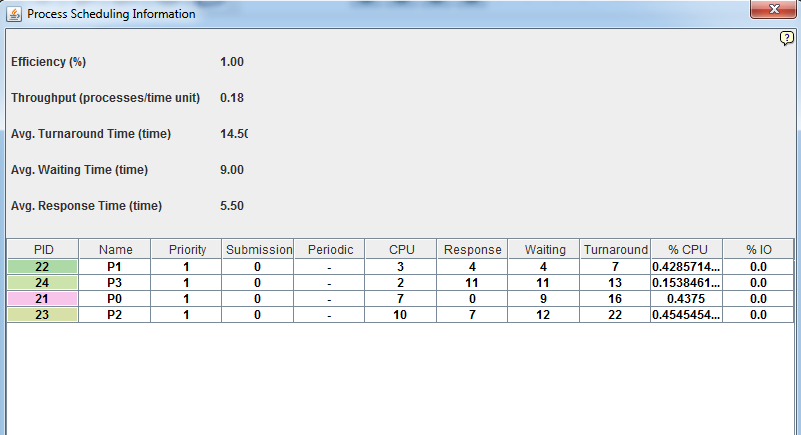 Process Scheduling Information
?
Efficiency (%) 1.00
Throughput (processes/time unit) 0.18
Avg. Turnaround Time (time) 14.50
Avg. Waiting Time (time) 9.00
Avg. Response Time (time) 5.50
PID Name Priority Submission Periodic CPU Response Waiting Turnaround % CPU % IO
22 P1 1 0 - 3 4 4 7 0.4285714... 0.0
24 P3 1 0 - 2 11 11 13 0.1538461... 0.0
21 P0 1 0 - 7 0 9 16 0.4375 0.0
23 P2 1 0 - 10 7 12 22 0.4545454... 0.0